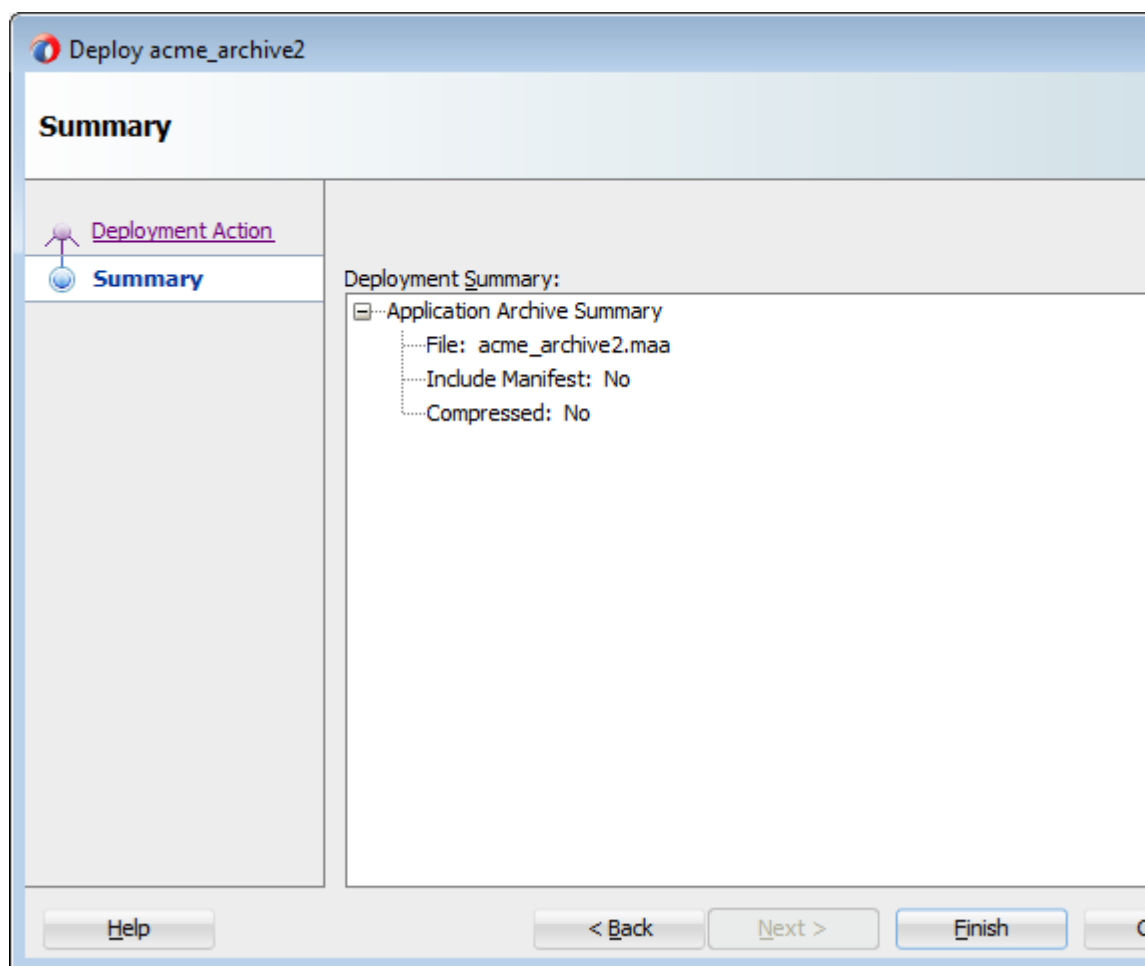 Deploy acme_archive2
Summary
Deployment Action
Summary
Deployment Summary:
Application Archive Summary
File: acme_archive2.maa
Include Manifest: No
Compressed: No
Help
< Back
Next >
Finish